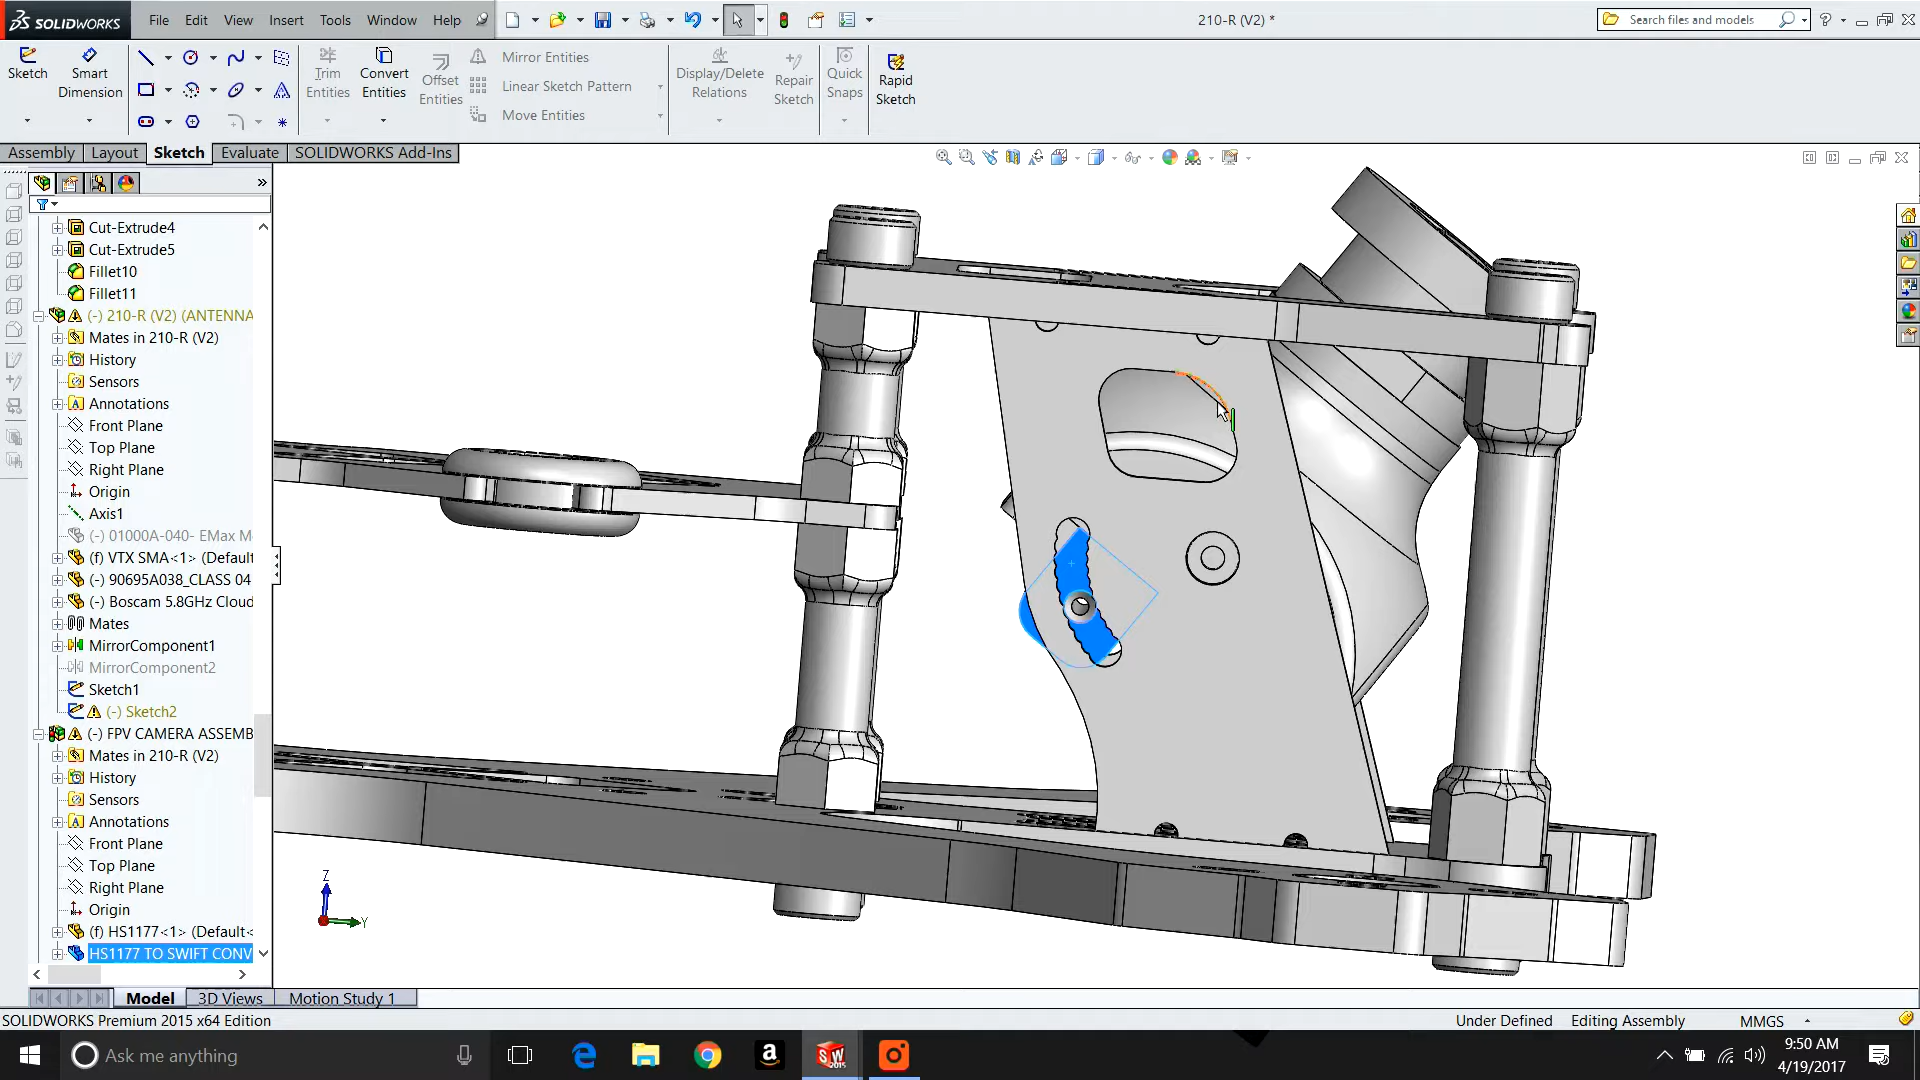 SOLIDWORKS File Edit View Insert Tools Window Help 210-R (V2) * Search files and models ?
Sketch Smart Dimension Trim Entities Convert Entities Offset Entities Mirror Entities Linear Sketch Pattern Move Entities Display/Delete Relations Repair Sketch Quick Snaps Rapid Sketch
Assembly Layout Sketch Evaluate SOLIDWORKS Add-Ins
Cut-Extrude4
Cut-Extrude5
Fillet10
Fillet11
(-) 210-R (V2) (ANTENNA
Mates in 210-R (V2)
History
Sensors
Annotations
Front Plane
Top Plane
Right Plane
Origin
Axis1
(-) 01000A-040- EMax M
(f) VTX SMA<1> (Default
(-) 90695A038_CLASS 04
(-) Boscam 5.8GHz Cloud
Mates
MirrorComponent1
MirrorComponent2
Sketch1
(-) Sketch2
(-) FPV CAMERA ASSEMB
Mates in 210-R (V2)
History
Sensors
Annotations
Front Plane
Top Plane
Right Plane
Origin
(f) HS1177<1> (Default<
HS1177 TO SWIFT CONV
Z
Y
Model 3D Views Motion Study 1
SOLIDWORKS Premium 2015 x64 Edition Under Defined Editing Assembly MMGS
Ask me anything 9:50 AM
4/19/2017